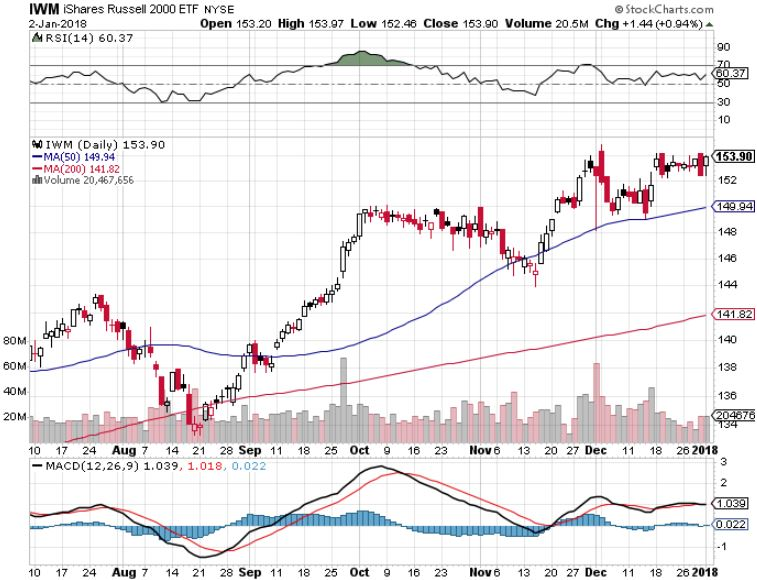 IWM iShares Russell 2000 ETF NYSE © StockCharts.com
2-Jan-2018 Open 153.20 High 153.97 Low 152.46 Close 153.90 Volume 20.5M Chg +1.44 (+0.94%)
RSI(14) 60.37
90
70
60.37
50
30
10
IWM (Daily) 153.90
MA(50) 149.94
MA(200) 141.82
Volume 20,467,656
153.90
152
149.94
148
146
144
141.82
140
138
136
134
80M
60M
40M
20M
204676
10 17 24 Aug 7 14 21 28 Sep 11 18 25 Oct 9 16 23 Nov 6 13 20 27 Dec 11 18 26 2018
MACD(12,26,9) 1.039, 1.018, 0.022
3
2
1.039
0.022
-1
10 17 24 Aug 7 14 21 28 Sep 11 18 25 Oct 9 16 23 Nov 6 13 20 27 Dec 11 18 26 2018